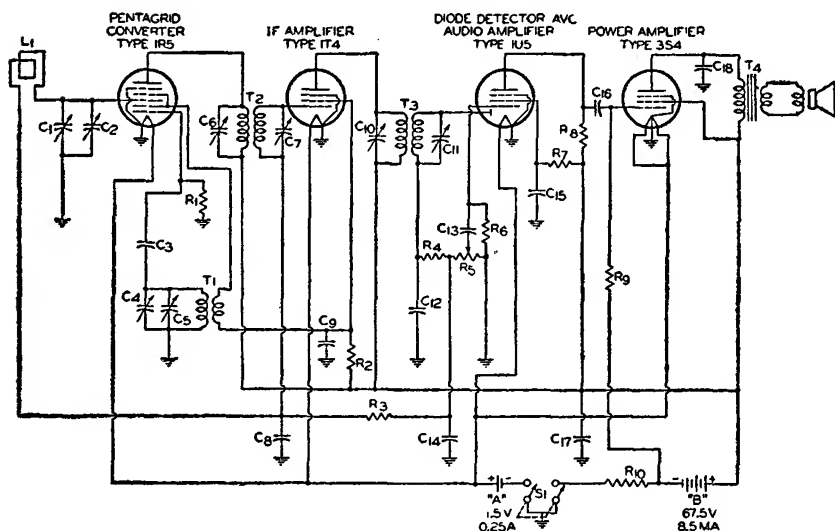 PENTAGRID
CONVERTER
TYPE 1R5
IF AMPLIFIER
TYPE 1T4
DIODE DETECTOR AVC
AUDIO AMPLIFIER
TYPE 1U5
POWER AMPLIFIER
TYPE 3S4
L1
C1
C2
R1
C3
C4
C5
T1
C6
T2
C7
C9
R2
C8
R3
C10
T3
C11
R4
C13
R5
R6
C12
C14
C15
R7
R8
C16
R9
C17
C18
T4
+
-
"A"
1.5V
0.25A
S1
R10
-
+
"B"
67.5V
8.5MA